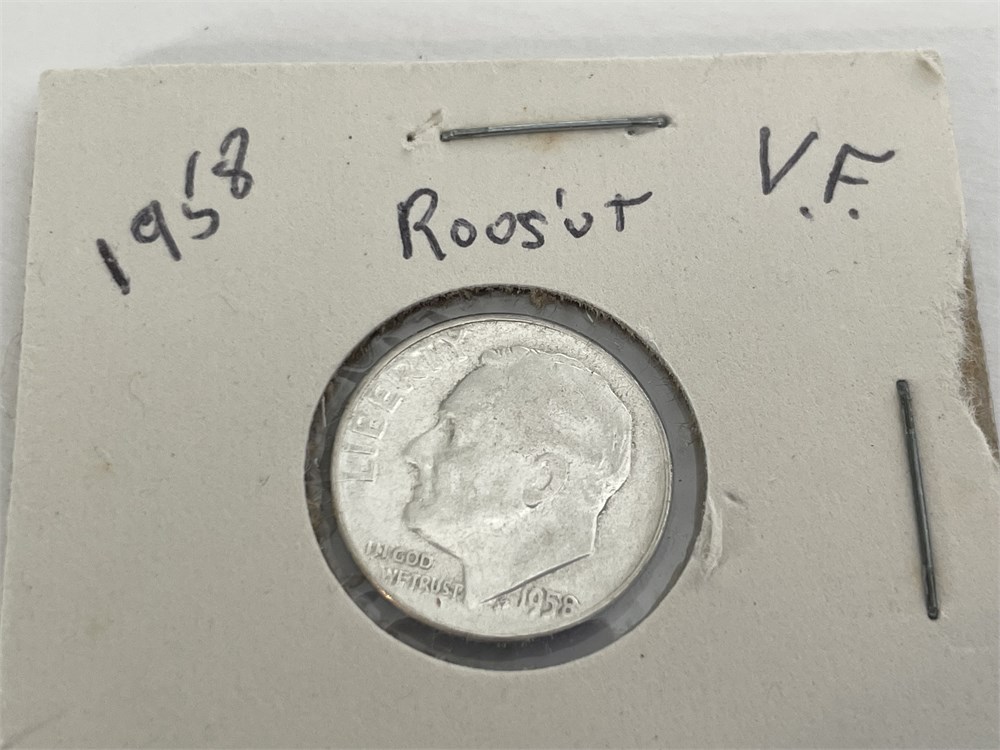 1958
Roos'vt
V.F.
LIBERTY
IN GOD
WE TRUST
1958